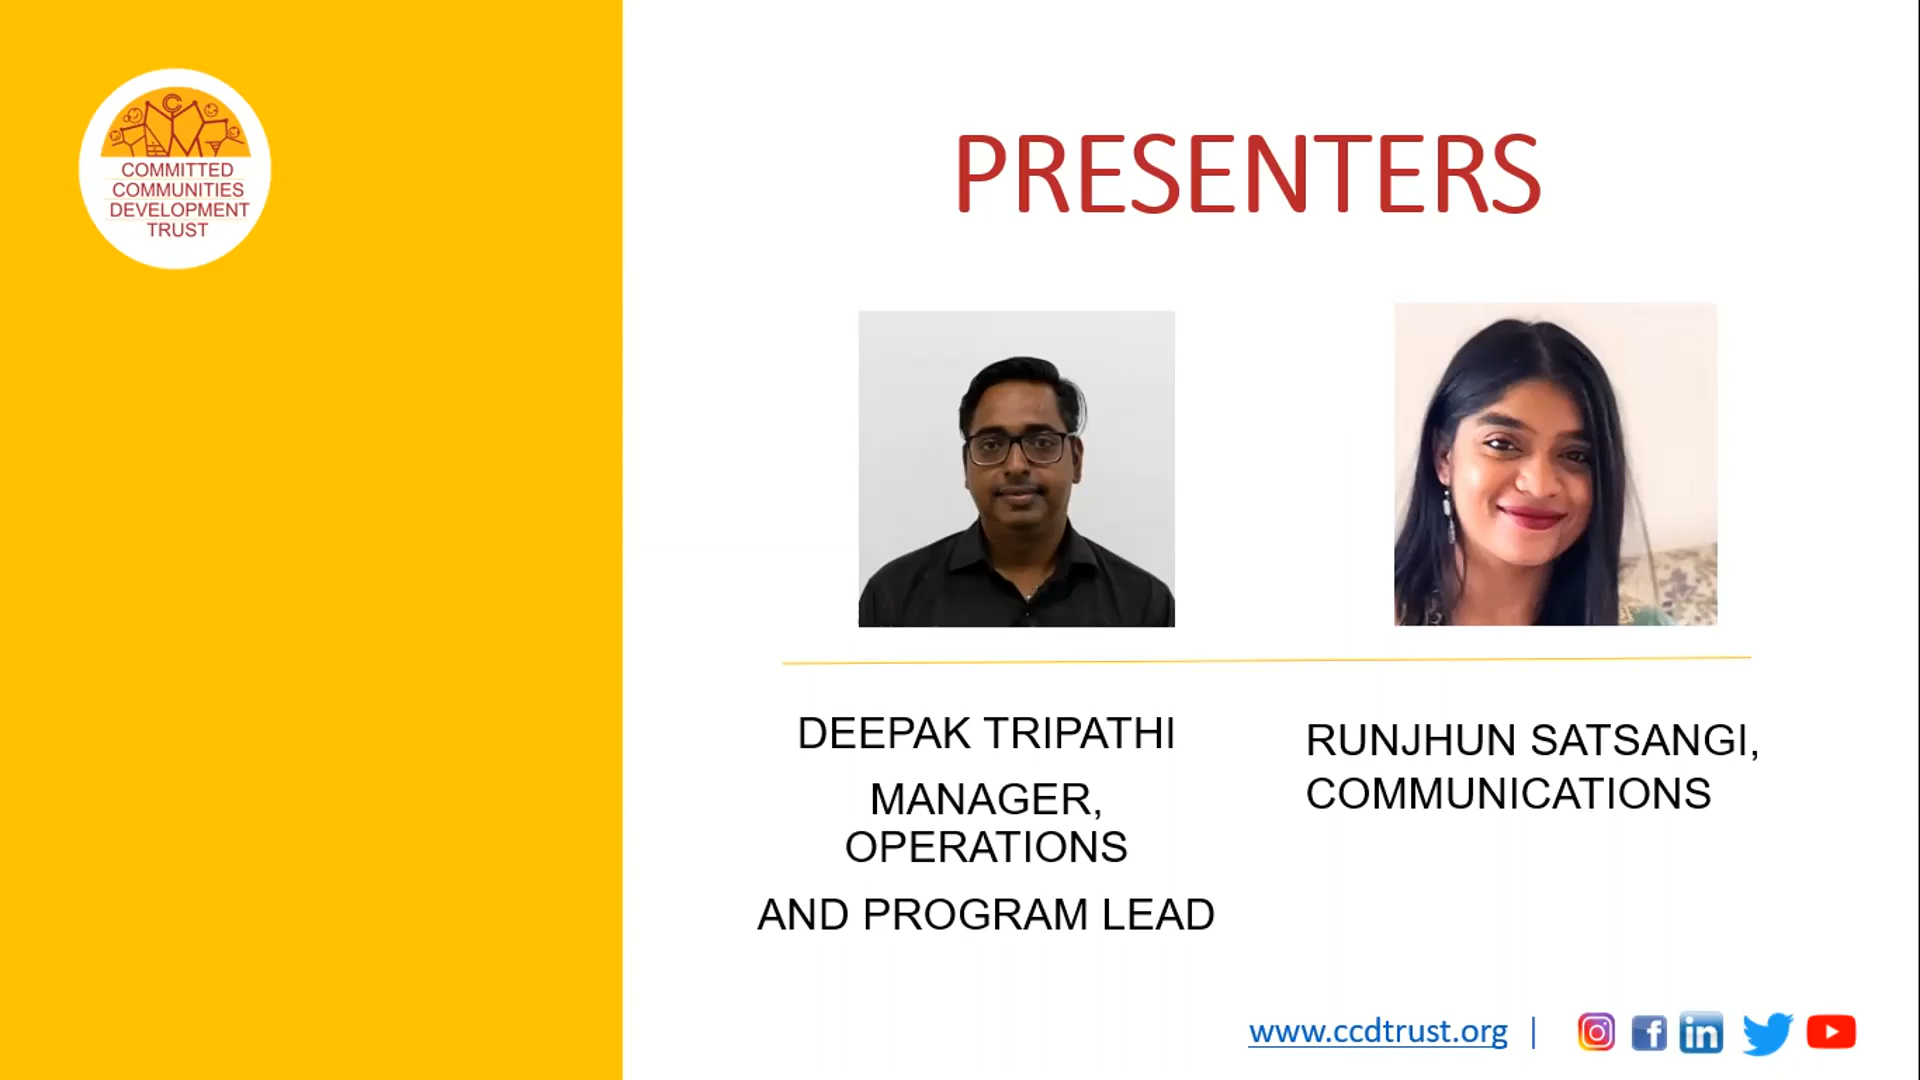 COMMITTED
COMMUNITIES
DEVELOPMENT
TRUST
PRESENTERS
DEEPAK TRIPATHI
MANAGER,
OPERATIONS
AND PROGRAM LEAD
RUNJHUN SATSANGI,
COMMUNICATIONS
www.ccdtrust.org |